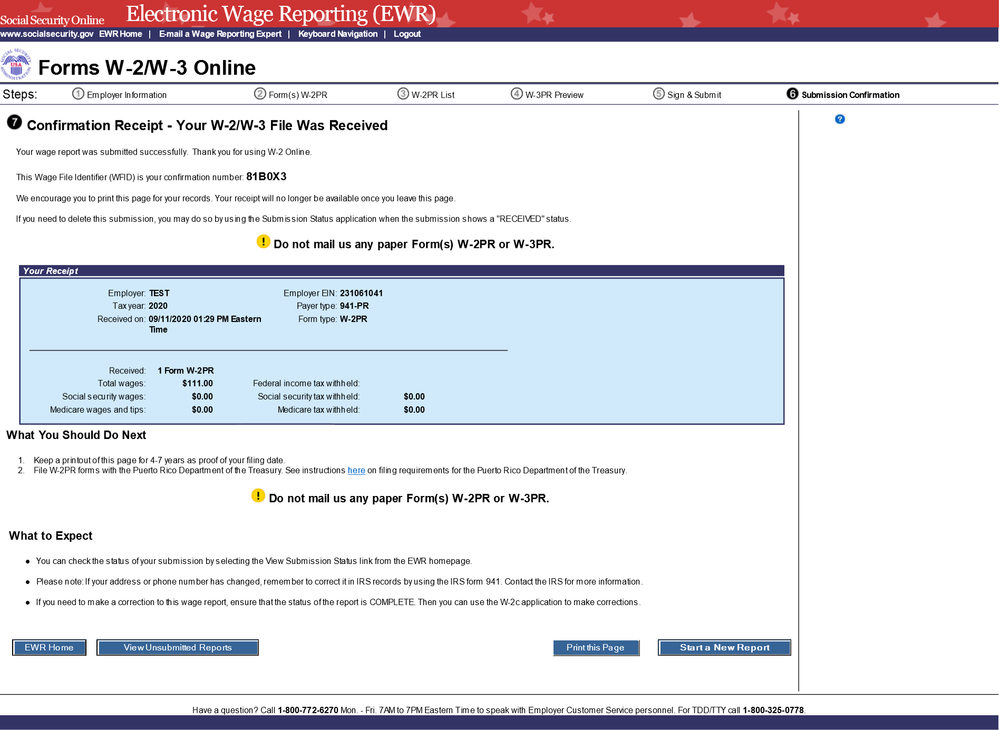 Social Security Online Electronic Wage Reporting (EWR)
www.socialsecurity.gov EWR Home | E-mail a Wage Reporting Expert | Keyboard Navigation | Logout
USA
Forms W-2/W-3 Online
Steps: 1 Employer Information 2 Form(s) W-2PR 3 W-2PR List 4 W-3PR Preview 5 Sign & Submit 6 Submission Confirmation
7 Confirmation Receipt - Your W-2/W-3 File Was Received
?
Your wage report was submitted successfully. Thank you for using W-2 Online.
This Wage File Identifier (WFID) is your confirmation number: 81B0X3
We encourage you to print this page for your records. Your receipt will no longer be available once you leave this page.
If you need to delete this submission, you may do so by using the Submission Status application when the submission shows a "RECEIVED" status.
! Do not mail us any paper Form(s) W-2PR or W-3PR.
Your Receipt
Employer: TEST Employer EIN: 231061041
Tax year: 2020 Payer type: 941-PR
Received on: 09/11/2020 01:29 PM Eastern Form type: W-2PR
Time
Received: 1 Form W-2PR
Total wages: $111.00 Federal income tax withheld:
Social security wages: $0.00 Social security tax withheld: $0.00
Medicare wages and tips: $0.00 Medicare tax withheld: $0.00
What You Should Do Next
1. Keep a printout of this page for 4-7 years as proof of your filing date.
2. File W-2PR forms with the Puerto Rico Department of the Treasury. See instructions here on filing requirements for the Puerto Rico Department of the Treasury.
! Do not mail us any paper Form(s) W-2PR or W-3PR.
What to Expect
• You can check the status of your submission by selecting the View Submission Status link from the EWR homepage.
• Please note: If your address or phone number has changed, remember to correct it in IRS records by using the IRS form 941. Contact the IRS for more information.
• If you need to make a correction to this wage report, ensure that the status of the report is COMPLETE. Then you can use the W-2c application to make corrections.
EWR Home View Unsubmitted Reports Print this Page Start a New Report
Have a question? Call 1-800-772-6270 Mon. - Fri. 7AM to 7PM Eastern Time to speak with Employer Customer Service personnel. For TDD/TTY call 1-800-325-0778.